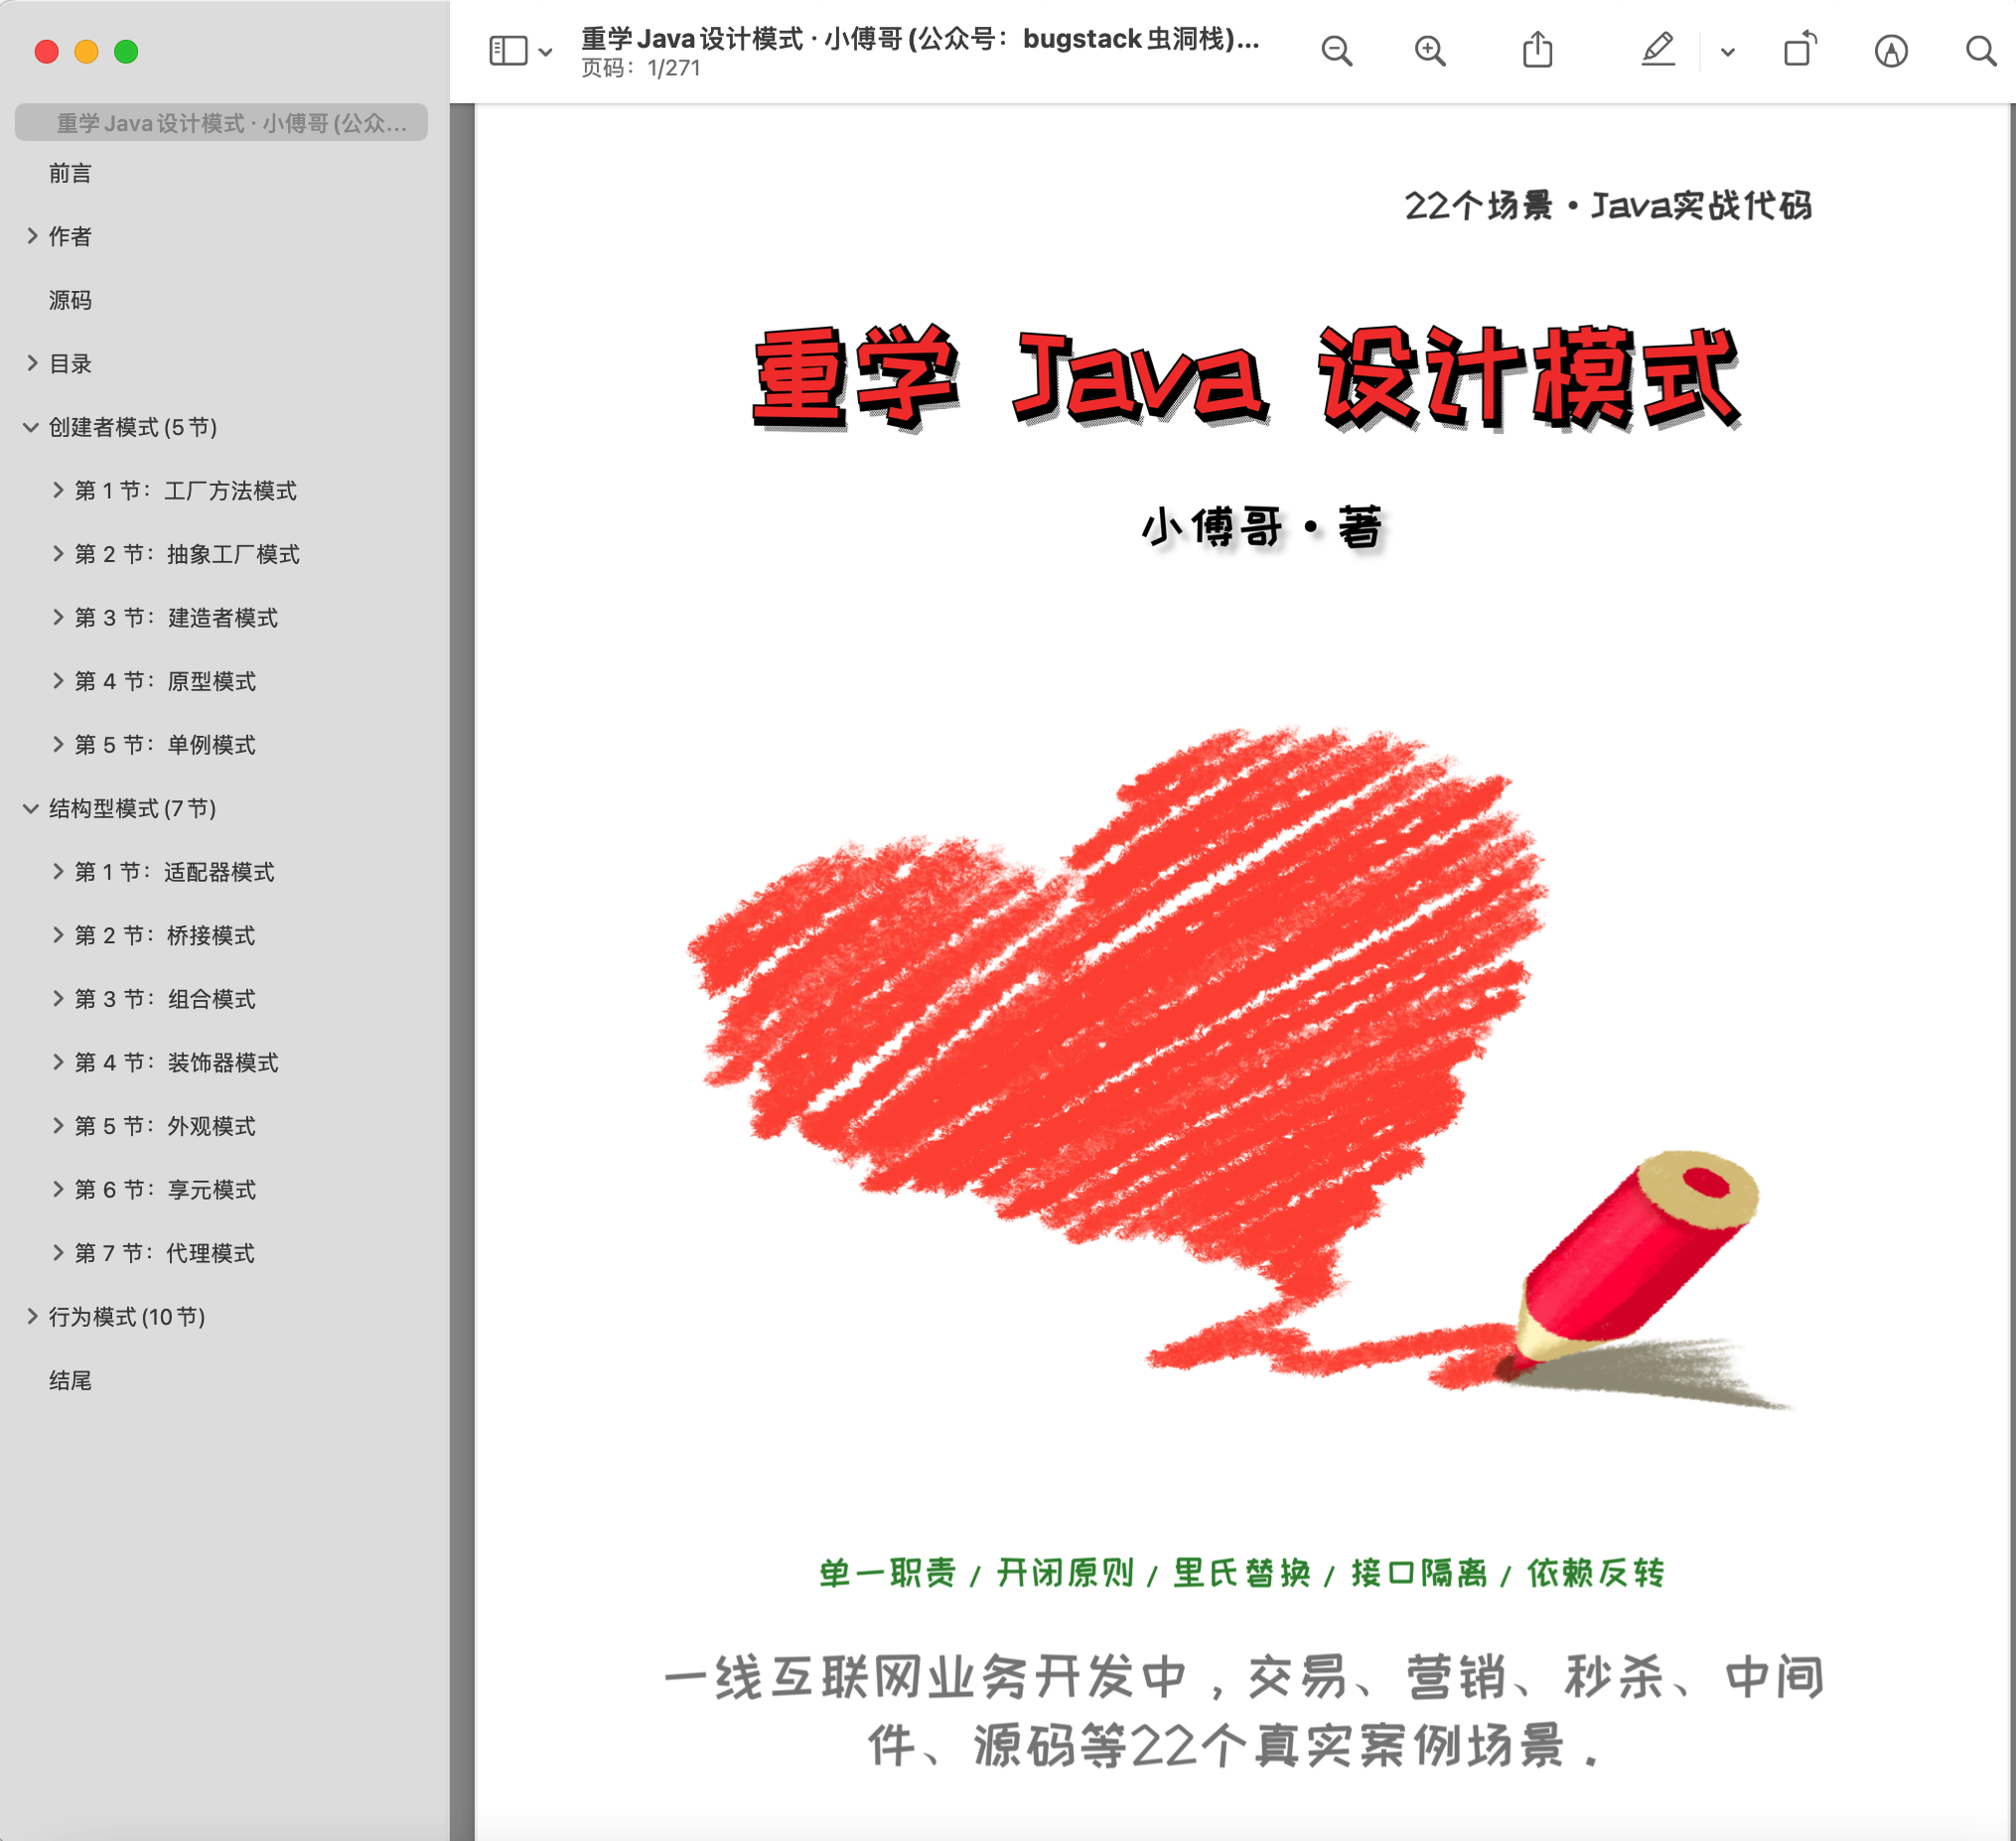 重学 Java 设计模式 · 小傅哥 (公众号：bugstack 虫洞栈)...
页码：1/271
重学 Java 设计模式 · 小傅哥 (公众...
前言
作者
源码
目录
创建者模式 (5 节)
第 1 节：工厂方法模式
第 2 节：抽象工厂模式
第 3 节：建造者模式
第 4 节：原型模式
第 5 节：单例模式
结构型模式 (7 节)
第 1 节：适配器模式
第 2 节：桥接模式
第 3 节：组合模式
第 4 节：装饰器模式
第 5 节：外观模式
第 6 节：享元模式
第 7 节：代理模式
行为模式 (10 节)
结尾
22个场景·Java实战代码
重学 Java 设计模式
小傅哥·著
单一职责 / 开闭原则 / 里氏替换 / 接口隔离 / 依赖反转
一线互联网业务开发中，交易、营销、秒杀、中间
件、源码等22个真实案例场景．